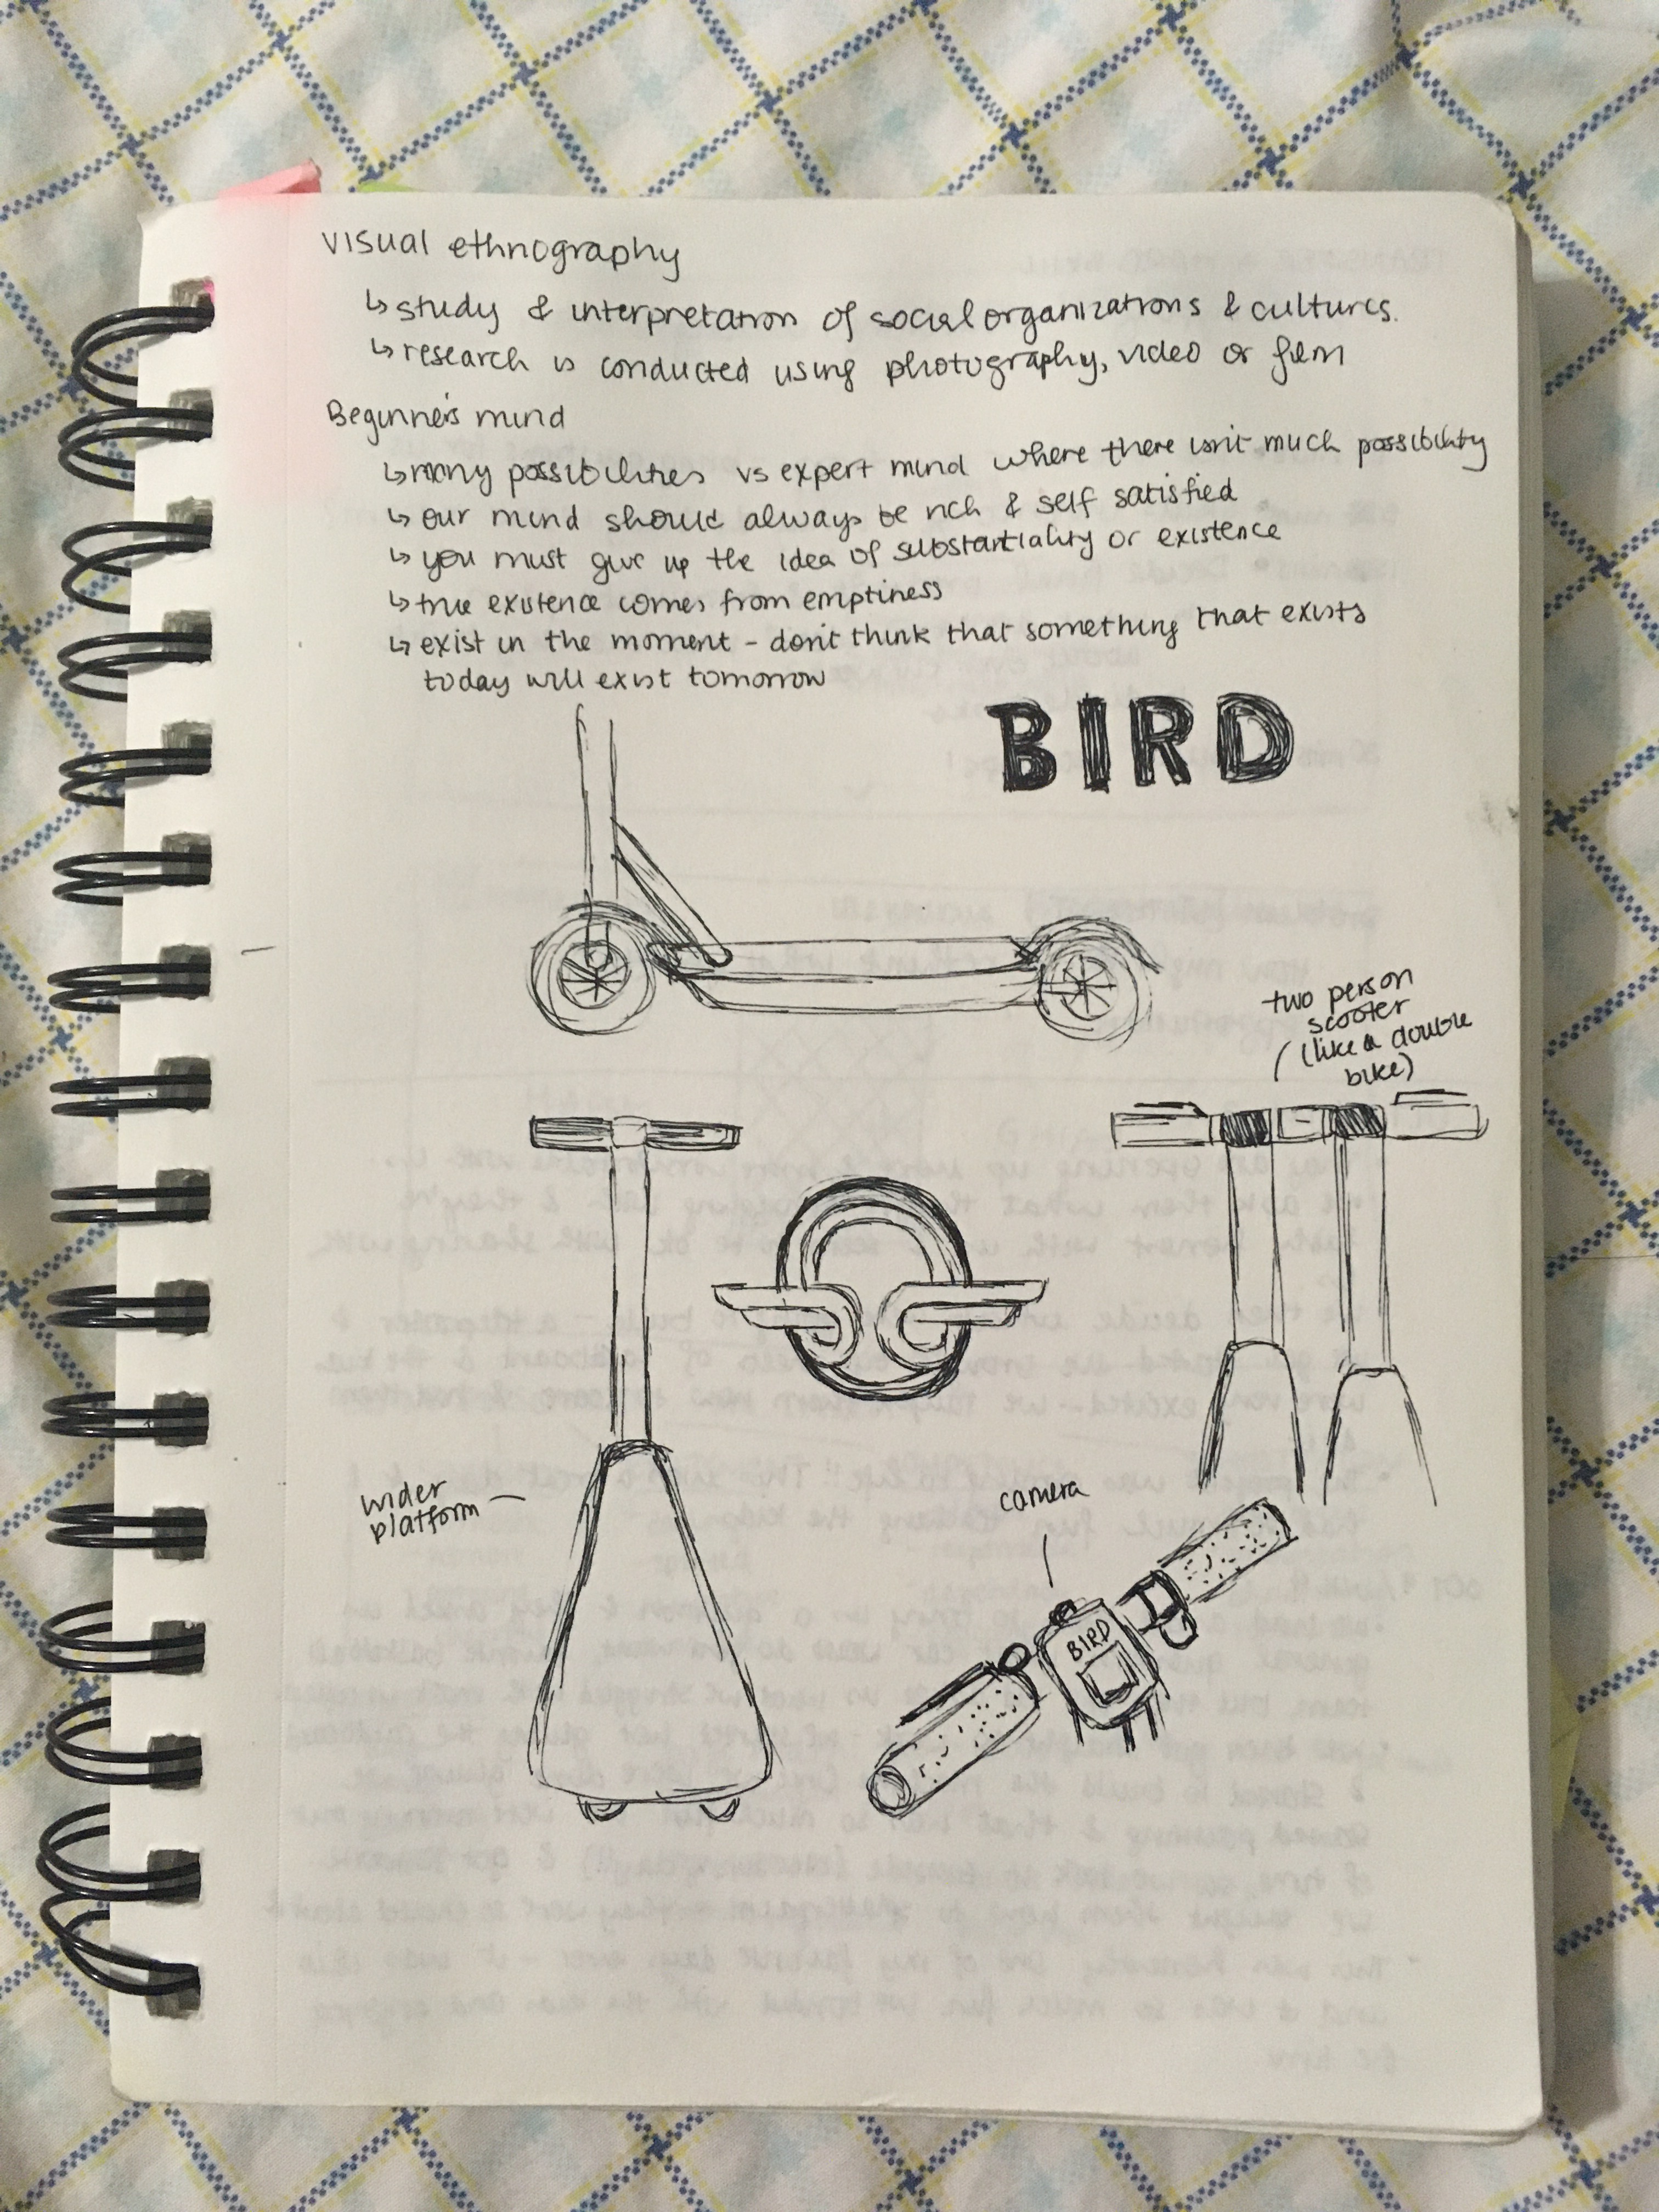 visual ethnography
↳ study & interpretation of social organizations & cultures.
↳ research is conducted using photography, video or film
Beginner's mind
↳ many possibilities vs expert mind where there isn't much possibility
↳ our mind should always be rich & self satisfied
↳ you must give up the idea of substantiality or existence
↳ true existence comes from emptiness
↳ exist in the moment – don't think that something that exists
today will exist tomorrow
BIRD
two person
scooter
(like a double
bike)
wider
platform
camera
BIRD